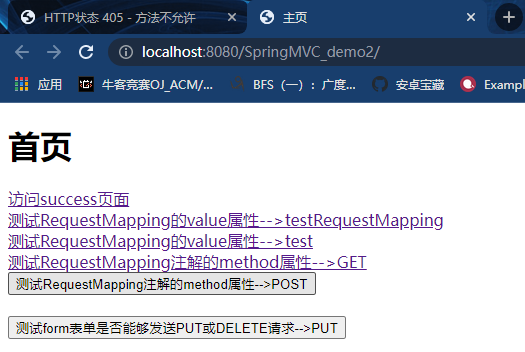 HTTP状态 405 - 方法不允许
主页
localhost:8080/SpringMVC_demo2/
应用
牛客竞赛OJ_ACM/...
BFS（一）：广度...
安卓宝藏
Example
首页
访问success页面
测试RequestMapping的value属性-->testRequestMapping
测试RequestMapping的value属性-->test
测试RequestMapping注解的method属性-->GET
测试RequestMapping注解的method属性-->POST
测试form表单是否能够发送PUT或DELETE请求-->PUT